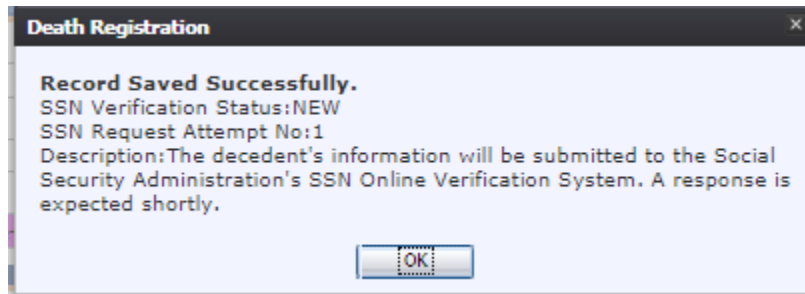 Death Registration
Record Saved Successfully.
SSN Verification Status:NEW
SSN Request Attempt No:1
Description:The decedent's information will be submitted to the Social
Security Administration's SSN Online Verification System. A response is
expected shortly.
OK